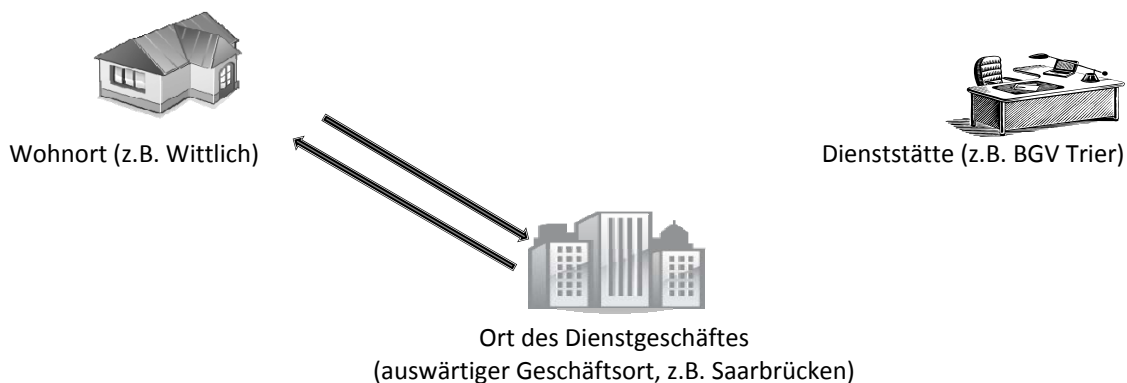 Wohnort (z.B. Wittlich)
Dienststätte (z.B. BGV Trier)
Ort des Dienstgeschäftes
(auswärtiger Geschäftsort, z.B. Saarbrücken)